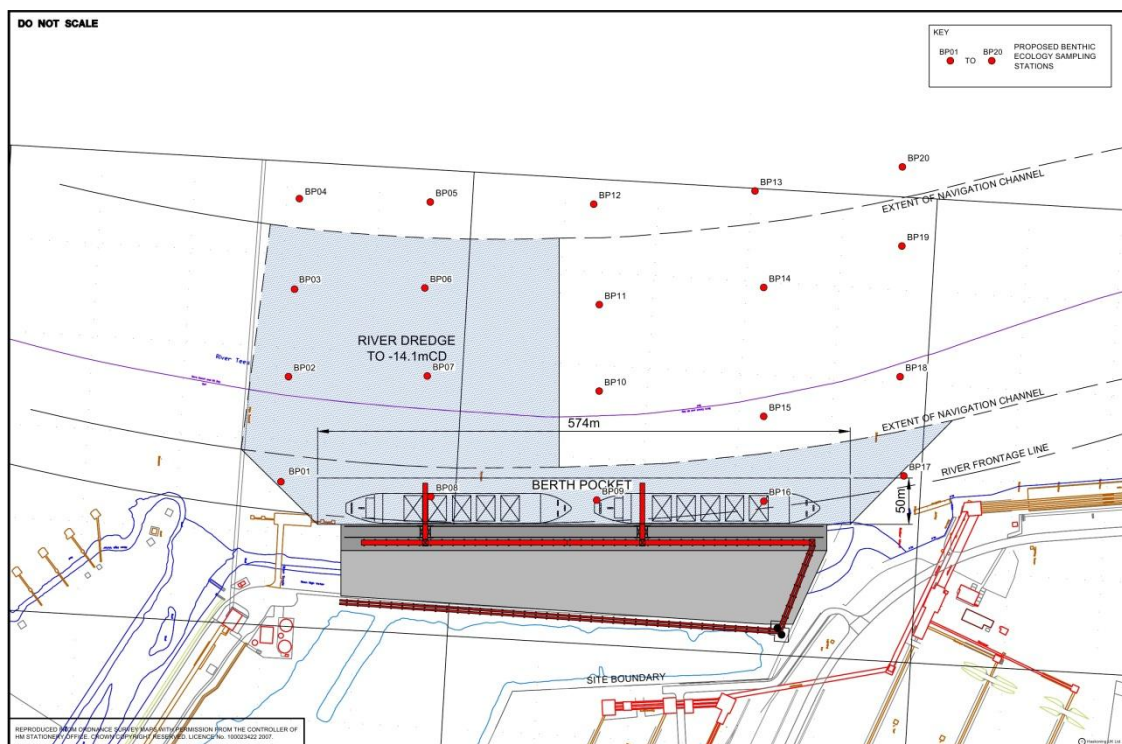 DO NOT SCALE
KEY
BP01 TO BP20
PROPOSED BENTHIC
ECOLOGY SAMPLING
STATIONS
BP20
BP04
BP05
BP12
BP13
EXTENT OF NAVIGATION CHANNEL
BP19
BP03
BP06
BP14
BP11
RIVER DREDGE
TO -14.1mCD
River Tees
BP02
BP07
BP18
BP10
BP15
EXTENT OF NAVIGATION CHANNEL
574m
RIVER FRONTAGE LINE
BP01
BP17
BERTH POCKET
BP08
BP09
BP16
50m
SITE BOUNDARY
REPRODUCED FROM ORDNANCE SURVEY MAPS WITH PERMISSION FROM THE CONTROLLER OF
HM STATIONERY OFFICE. CROWN COPYRIGHT RESERVED. LICENCE No. 100023422 2007.